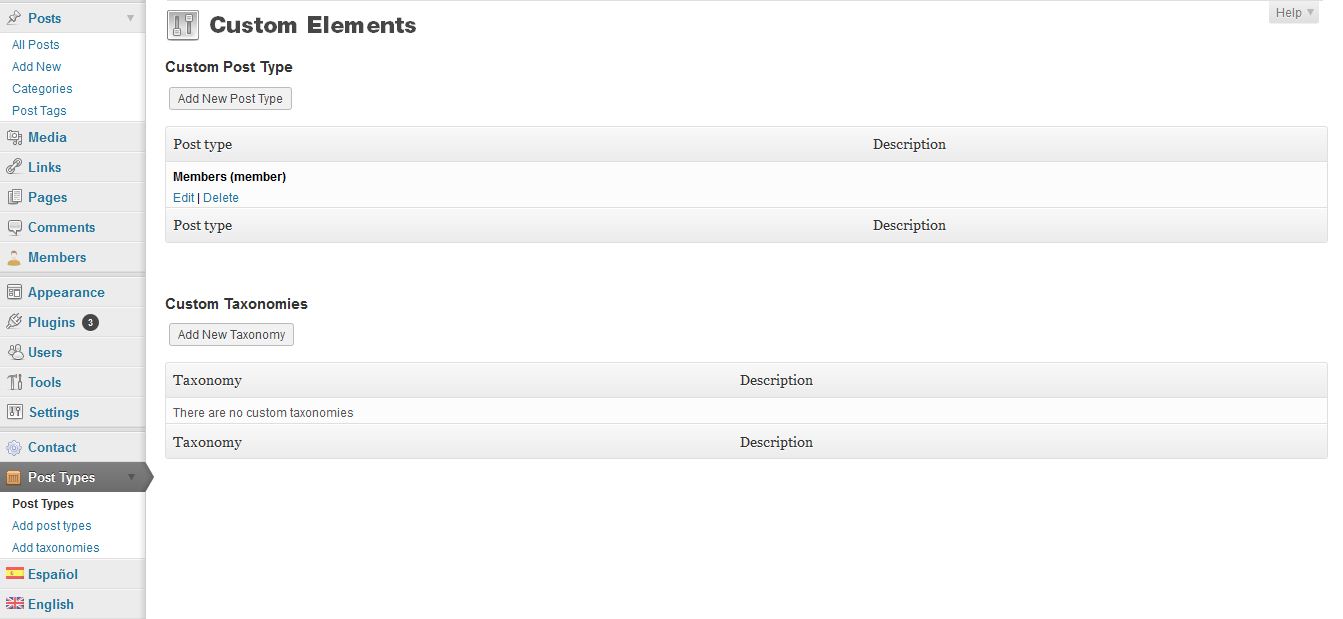 Posts
All Posts
Add New
Categories
Post Tags
Media
Links
Pages
Comments
Members
Appearance
Plugins 3
Users
Tools
Settings
Contact
Post Types
Post Types
Add post types
Add taxonomies
Español
English
Help
Custom Elements
Custom Post Type
Add New Post Type
Post type Description
Members (member)
Edit | Delete
Post type Description
Custom Taxonomies
Add New Taxonomy
Taxonomy Description
There are no custom taxonomies
Taxonomy Description